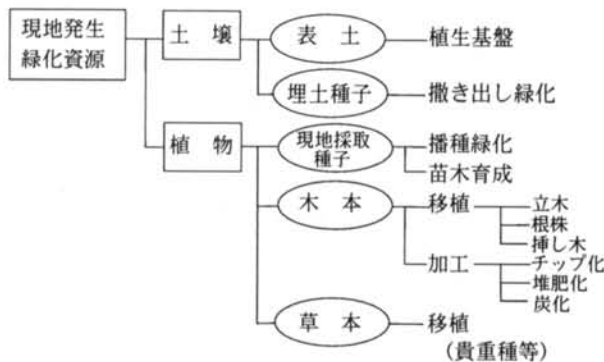 現地発生
緑化資源
土 壌
表 土
植生基盤
埋土種子
撒き出し緑化
植 物
現地採取
種子
播種緑化
苗木育成
木 本
移植
立木
根株
挿し木
加工
チップ化
堆肥化
炭化
草 本
移植
(貴重種等)